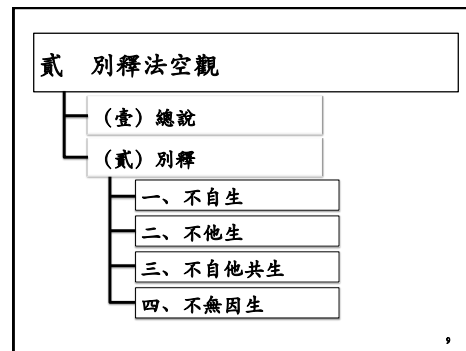 貳　別釋法空觀
（壹）總說
（貳）別釋
一、不自生
二、不他生
三、不自他共生
四、不無因生
9